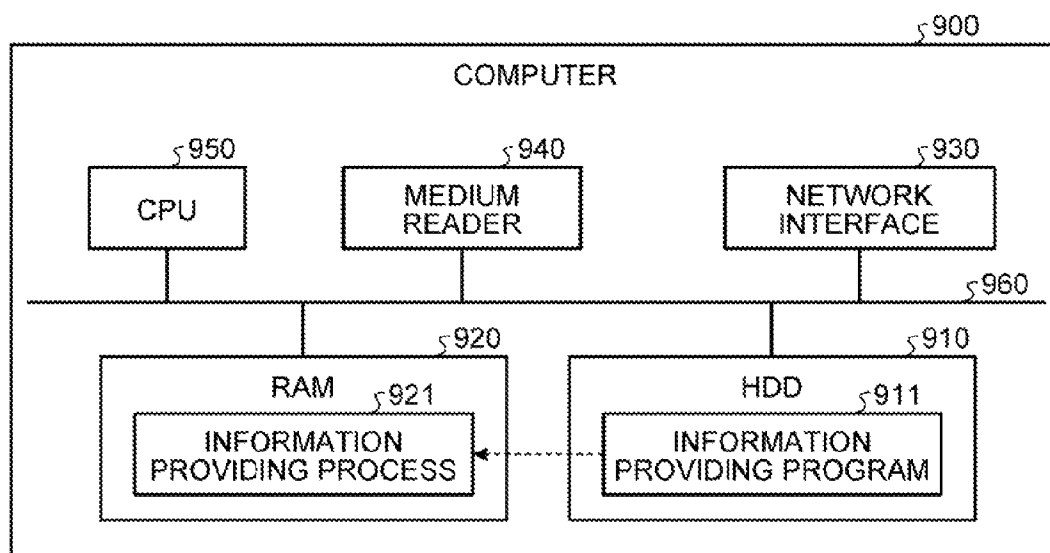 900
COMPUTER
950
CPU
940
MEDIUM
READER
930
NETWORK
INTERFACE
960
920
RAM
921
INFORMATION
PROVIDING PROCESS
910
HDD
911
INFORMATION
PROVIDING PROGRAM